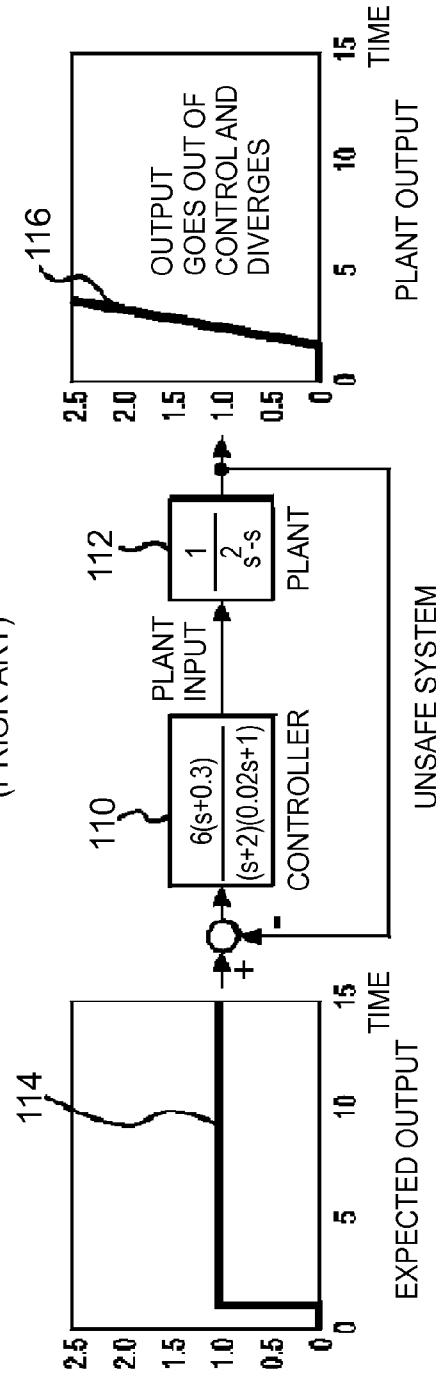 (PRIOR ART)
114
2.5
2.0
1.5
1.0
0.5
0
0
5
10
15
TIME
EXPECTED OUTPUT
+
-
110
6(s+0.3)
(s+2)(0.02s+1)
CONTROLLER
PLANT
INPUT
112
1
2
s-s
PLANT
UNSAFE SYSTEM
116
2.5
2.0
1.5
1.0
0.5
0
0
5
10
15
OUTPUT
GOES OUT OF
CONTROL AND
DIVERGES
TIME
PLANT OUTPUT